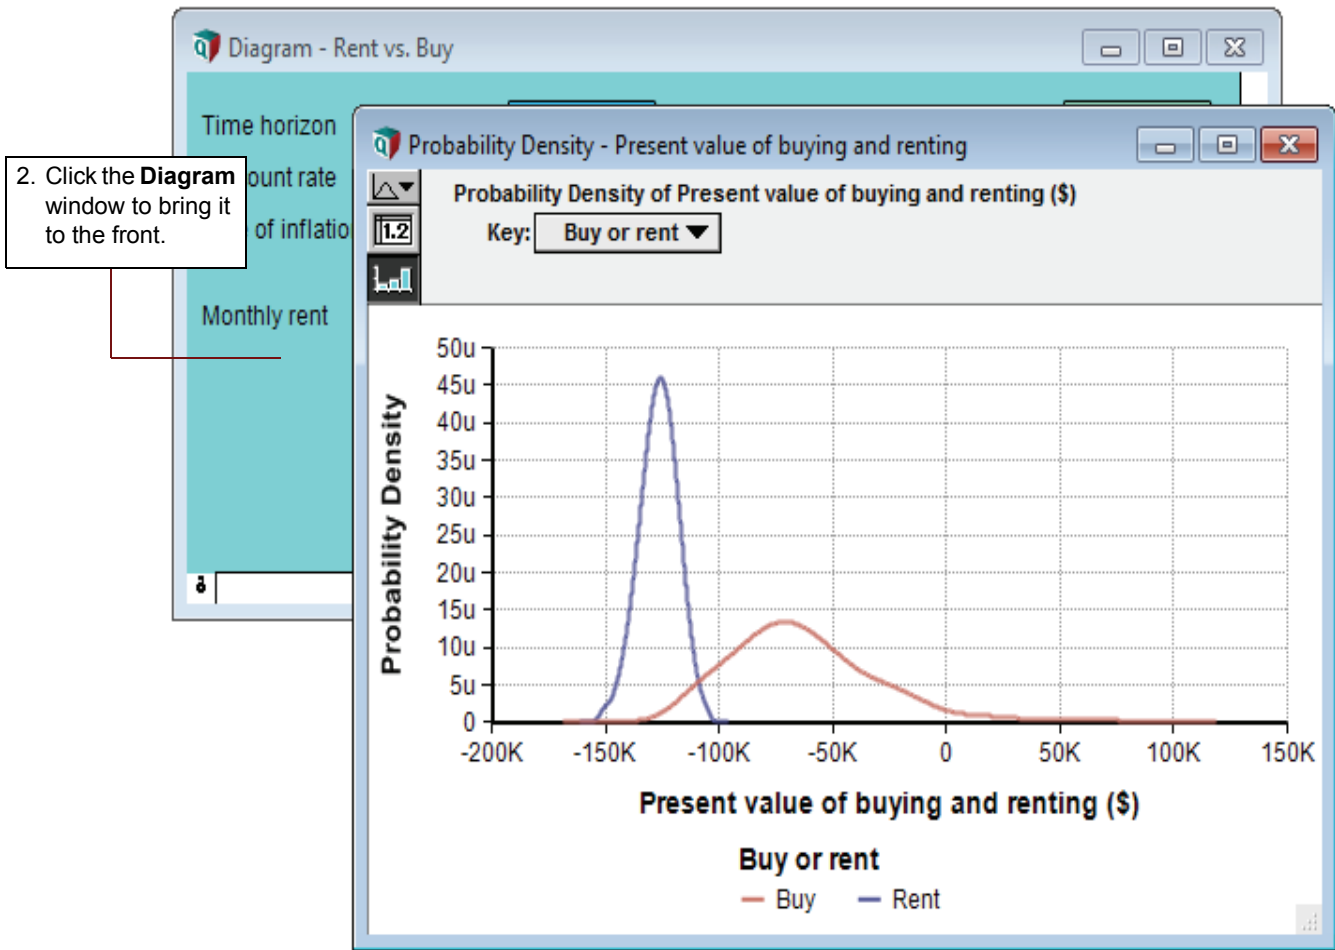 Diagram - Rent vs. Buy
Time horizon
2. Click the Diagram
window to bring it
to the front.
ount rate
of inflatio
Monthly rent
Probability Density - Present value of buying and renting
1.2
Probability Density of Present value of buying and renting ($)
Key: Buy or rent
Probability Density
50u
45u
40u
35u
30u
25u
20u
15u
10u
5u
0
-200K -150K -100K -50K 0 50K 100K 150K
Present value of buying and renting ($)
Buy or rent
Buy Rent